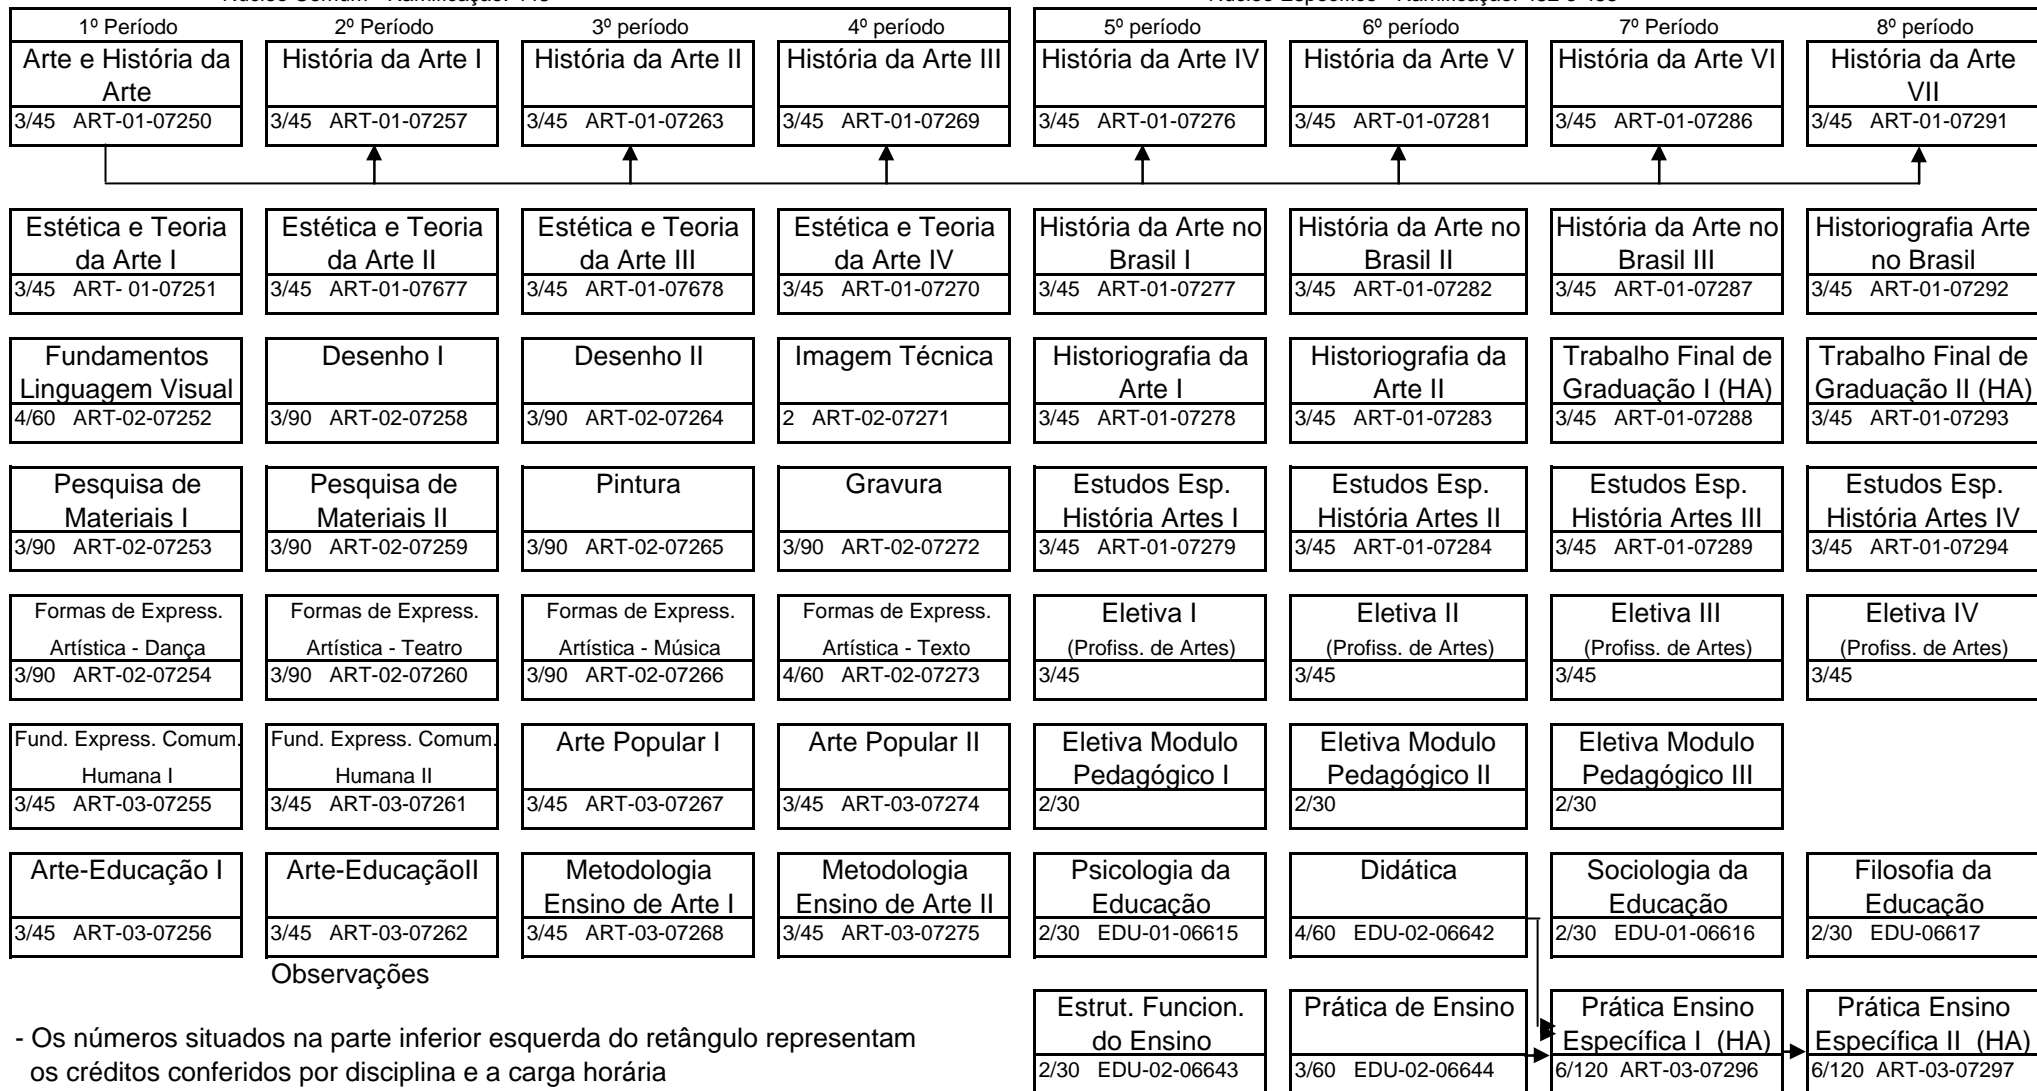 1º Período
2º Período
3º período
4º período
5º período
6º período
7º Período
8º período
Arte e História da
Arte
3/45 ART-01-07250
História da Arte I
3/45 ART-01-07257
História da Arte II
3/45 ART-01-07263
História da Arte III
3/45 ART-01-07269
História da Arte IV
3/45 ART-01-07276
História da Arte V
3/45 ART-01-07281
História da Arte VI
3/45 ART-01-07286
História da Arte
VII
3/45 ART-01-07291
Estética e Teoria
da Arte I
3/45 ART- 01-07251
Estética e Teoria
da Arte II
3/45 ART-01-07677
Estética e Teoria
da Arte III
3/45 ART-01-07678
Estética e Teoria
da Arte IV
3/45 ART-01-07270
História da Arte no
Brasil I
3/45 ART-01-07277
História da Arte no
Brasil II
3/45 ART-01-07282
História da Arte no
Brasil III
3/45 ART-01-07287
Historiografia Arte
no Brasil
3/45 ART-01-07292
Fundamentos
Linguagem Visual
4/60 ART-02-07252
Desenho I
3/90 ART-02-07258
Desenho II
3/90 ART-02-07264
Imagem Técnica
2 ART-02-07271
Historiografia da
Arte I
3/45 ART-01-07278
Historiografia da
Arte II
3/45 ART-01-07283
Trabalho Final de
Graduação I (HA)
3/45 ART-01-07288
Trabalho Final de
Graduação II (HA)
3/45 ART-01-07293
Pesquisa de
Materiais I
3/90 ART-02-07253
Pesquisa de
Materiais II
3/90 ART-02-07259
Pintura
3/90 ART-02-07265
Gravura
3/90 ART-02-07272
Estudos Esp.
História Artes I
3/45 ART-01-07279
Estudos Esp.
História Artes II
3/45 ART-01-07284
Estudos Esp.
História Artes III
3/45 ART-01-07289
Estudos Esp.
História Artes IV
3/45 ART-01-07294
Formas de Express.
Artística - Dança
3/90 ART-02-07254
Formas de Express.
Artística - Teatro
3/90 ART-02-07260
Formas de Express.
Artística - Música
3/90 ART-02-07266
Formas de Express.
Artística - Texto
4/60 ART-02-07273
Eletiva I
(Profiss. de Artes)
3/45
Eletiva II
(Profiss. de Artes)
3/45
Eletiva III
(Profiss. de Artes)
3/45
Eletiva IV
(Profiss. de Artes)
3/45
Fund. Express. Comum.
Humana I
3/45 ART-03-07255
Fund. Express. Comum.
Humana II
3/45 ART-03-07261
Arte Popular I
3/45 ART-03-07267
Arte Popular II
3/45 ART-03-07274
Eletiva Modulo
Pedagógico I
2/30
Eletiva Modulo
Pedagógico II
2/30
Eletiva Modulo
Pedagógico III
2/30
Arte-Educação I
3/45 ART-03-07256
Arte-EducaçãoII
3/45 ART-03-07262
Metodologia
Ensino de Arte I
3/45 ART-03-07268
Metodologia
Ensino de Arte II
3/45 ART-03-07275
Psicologia da
Educação
2/30 EDU-01-06615
Didática
4/60 EDU-02-06642
Sociologia da
Educação
2/30 EDU-01-06616
Filosofia da
Educação
2/30 EDU-06617
Observações
- Os números situados na parte inferior esquerda do retângulo representam
os créditos conferidos por disciplina e a carga horária
Estrut. Funcion.
do Ensino
2/30 EDU-02-06643
Prática de Ensino
3/60 EDU-02-06644
Prática Ensino
Específica I (HA)
6/120 ART-03-07296
Prática Ensino
Específica II (HA)
6/120 ART-03-07297